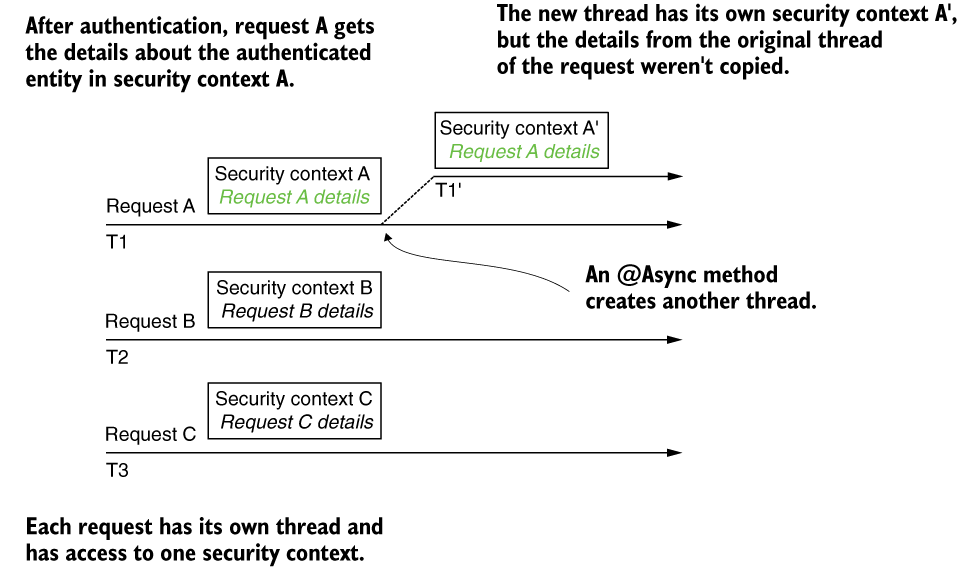 After authentication, request A gets
the details about the authenticated
entity in security context A.
The new thread has its own security context A',
but the details from the original thread
of the request weren't copied.
Security context A'
Request A details
T1'
Security context A
Request A details
Request A
T1
An @Async method
creates another thread.
Security context B
Request B details
Request B
T2
Security context C
Request C details
Request C
T3
Each request has its own thread and
has access to one security context.